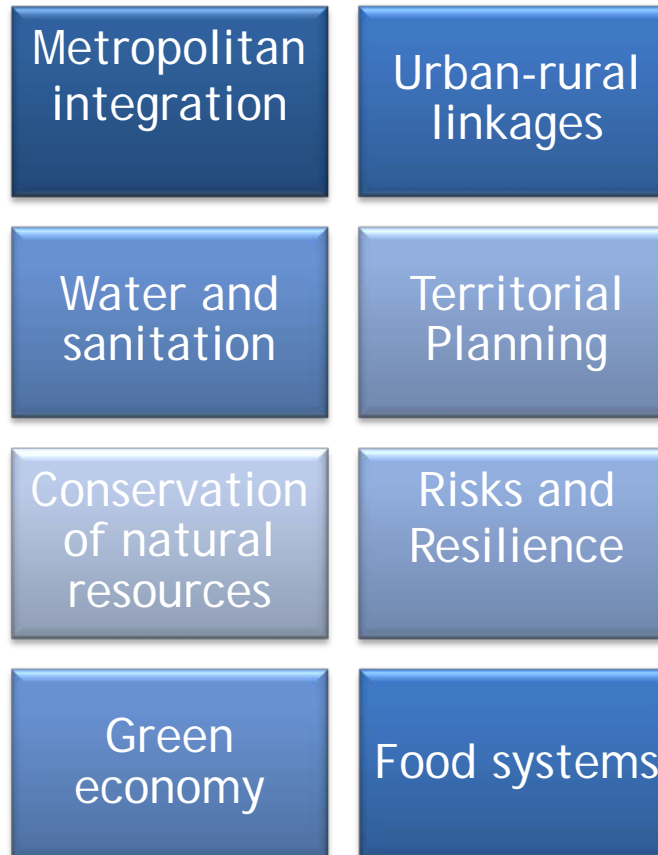 Metropolitan
integration
Urban-rural
linkages
Water and
sanitation
Territorial
Planning
Conservation
of natural
resources
Risks and
Resilience
Green
economy
Food systems